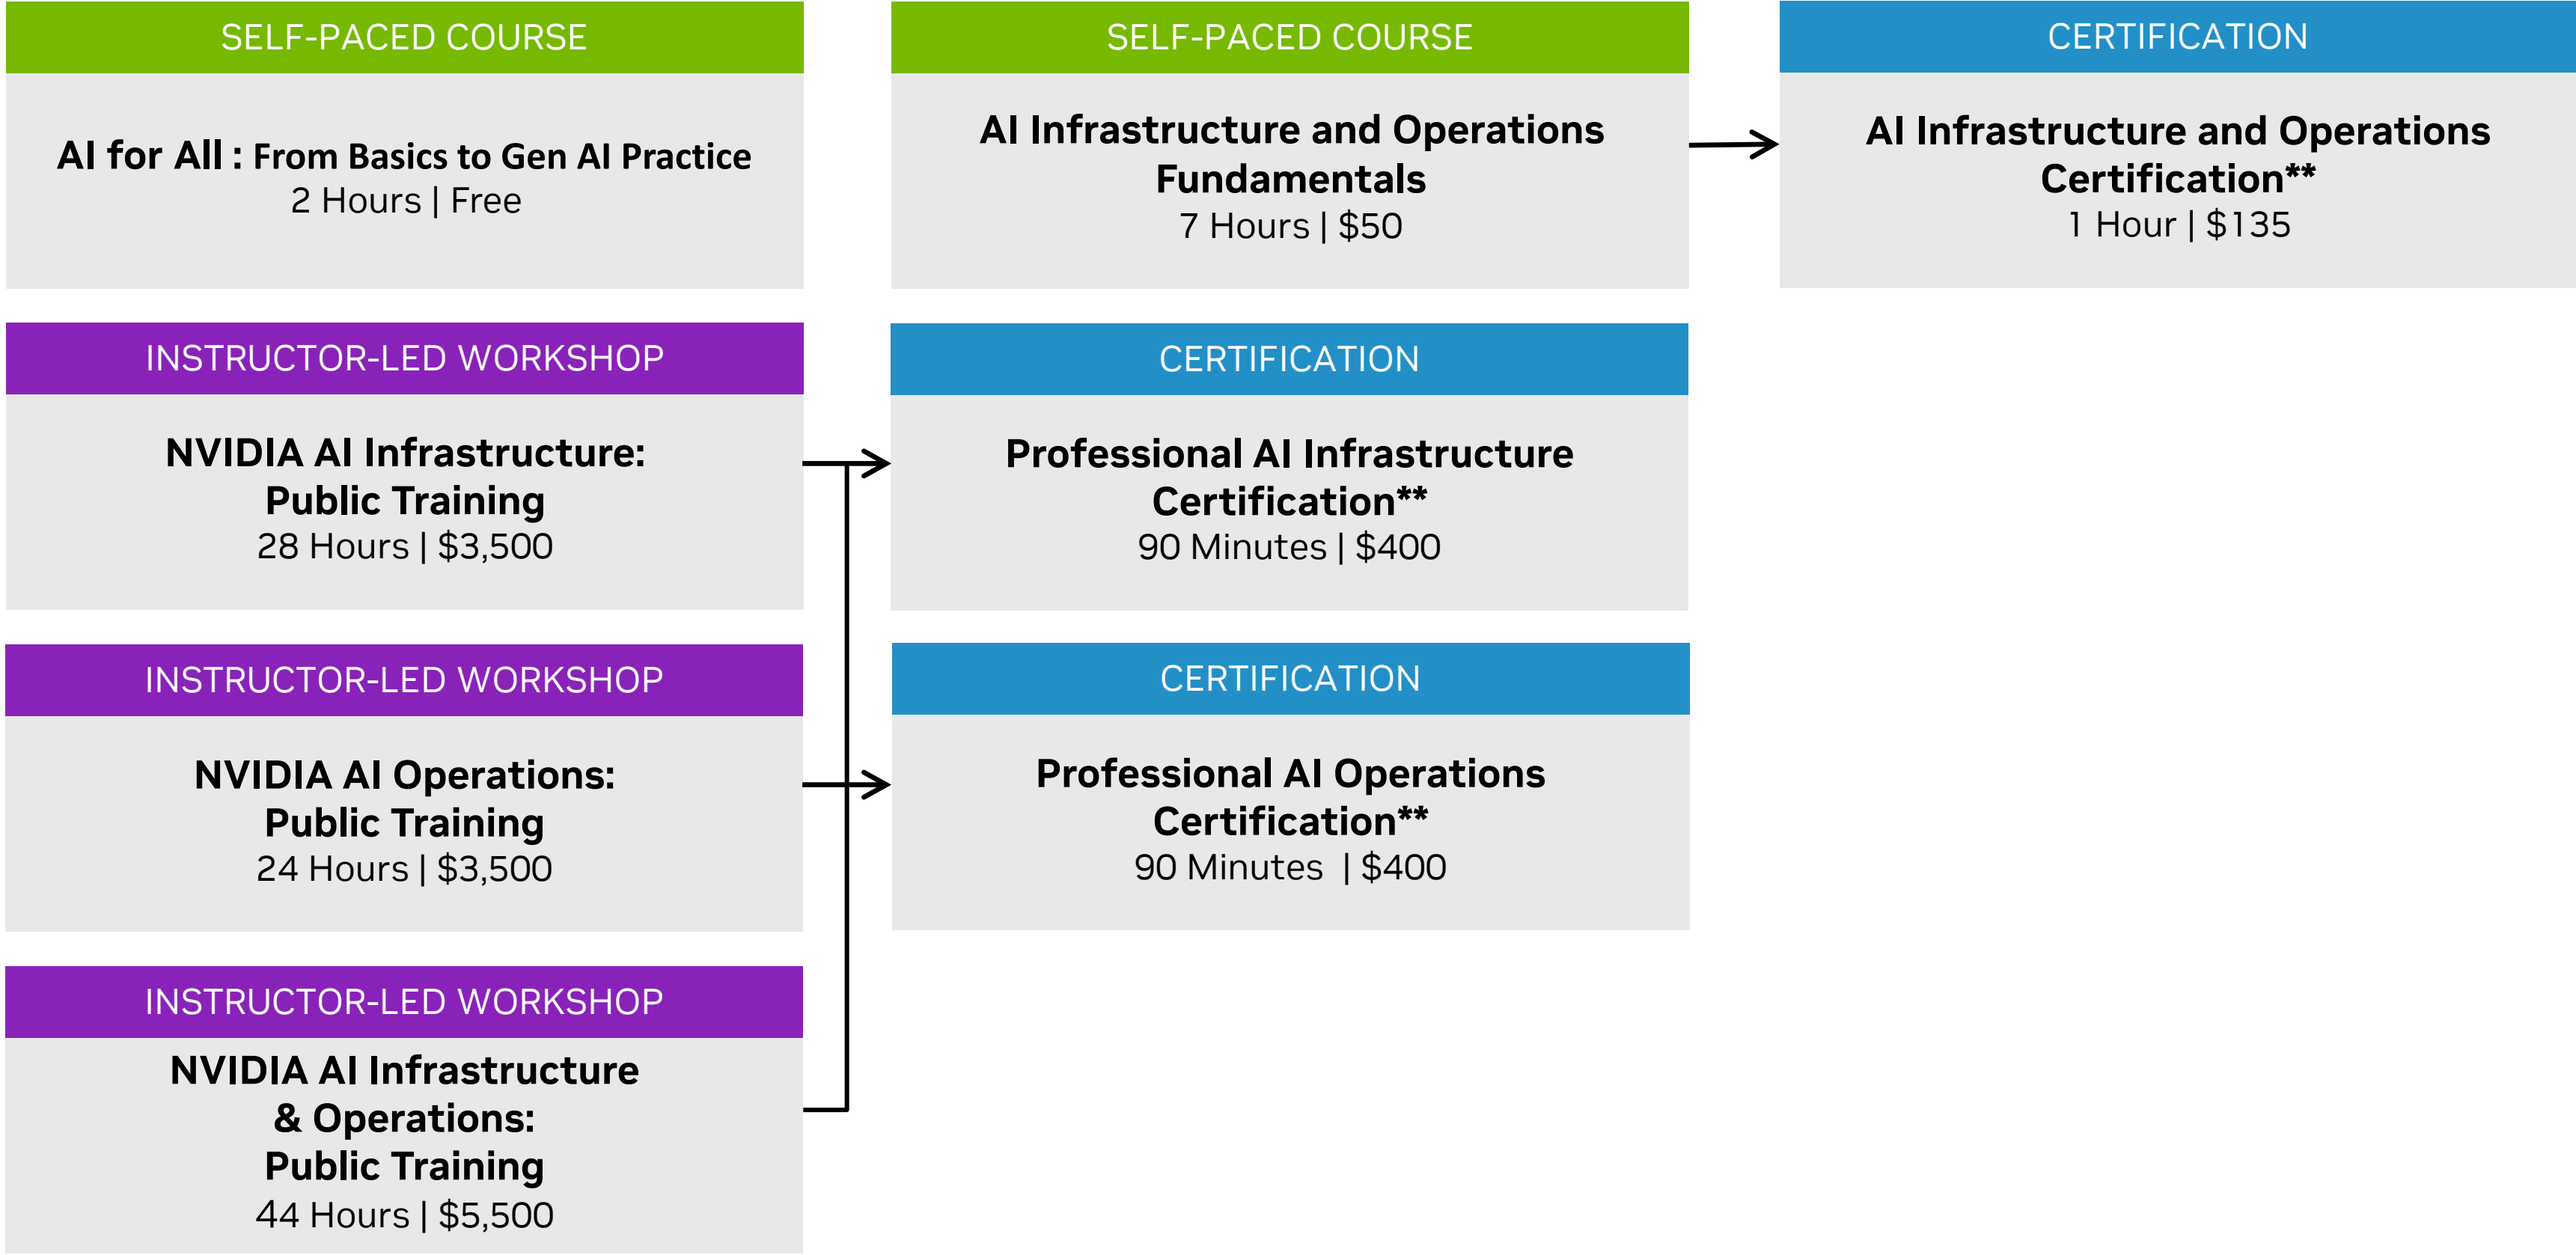 SELF-PACED COURSE
AI for All : From Basics to Gen AI Practice
2 Hours | Free
SELF-PACED COURSE
AI Infrastructure and Operations
Fundamentals
7 Hours | $50
CERTIFICATION
AI Infrastructure and Operations
Certification**
1 Hour | $135
INSTRUCTOR-LED WORKSHOP
NVIDIA AI Infrastructure:
Public Training
28 Hours | $3,500
CERTIFICATION
Professional AI Infrastructure
Certification**
90 Minutes | $400
INSTRUCTOR-LED WORKSHOP
NVIDIA AI Operations:
Public Training
24 Hours | $3,500
CERTIFICATION
Professional AI Operations
Certification**
90 Minutes  | $400
INSTRUCTOR-LED WORKSHOP
NVIDIA AI Infrastructure
& Operations:
Public Training
44 Hours | $5,500